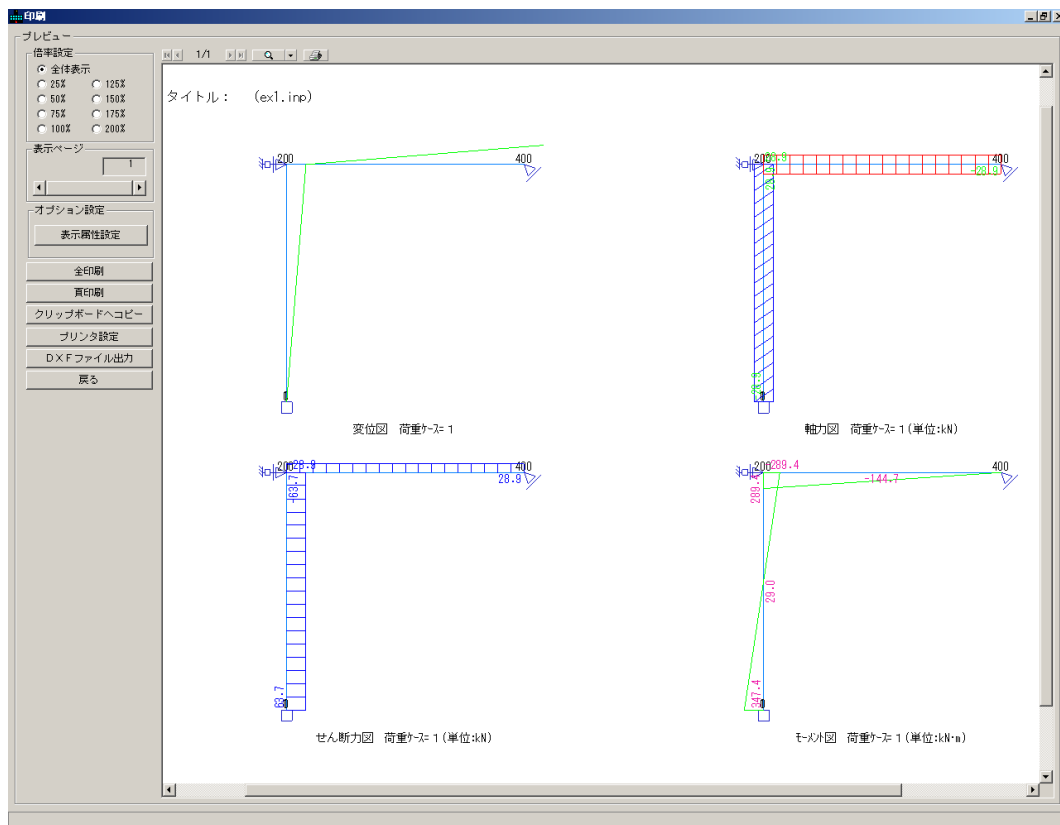 印刷
プレビュー
倍率設定
全体表示
25% 125%
50% 150%
75% 175%
100% 200%
表示ページ
1
オプション設定
表示属性設定
全印刷
頁印刷
クリップボードへコピー
プリンタ設定
DXFファイル出力
戻る
1/1
タイトル： (ex1.inp)
200 400
変位図 荷重ケース= 1
200 400
-28.9
軸力図 荷重ケース= 1 (単位:kN)
200 28.9 400
-63.7 28.9
63.7
せん断力図 荷重ケース= 1 (単位:kN)
200 289.4 400
289.4 -144.7
29.0
347.4
モーメント図 荷重ケース= 1 (単位:kN・m)